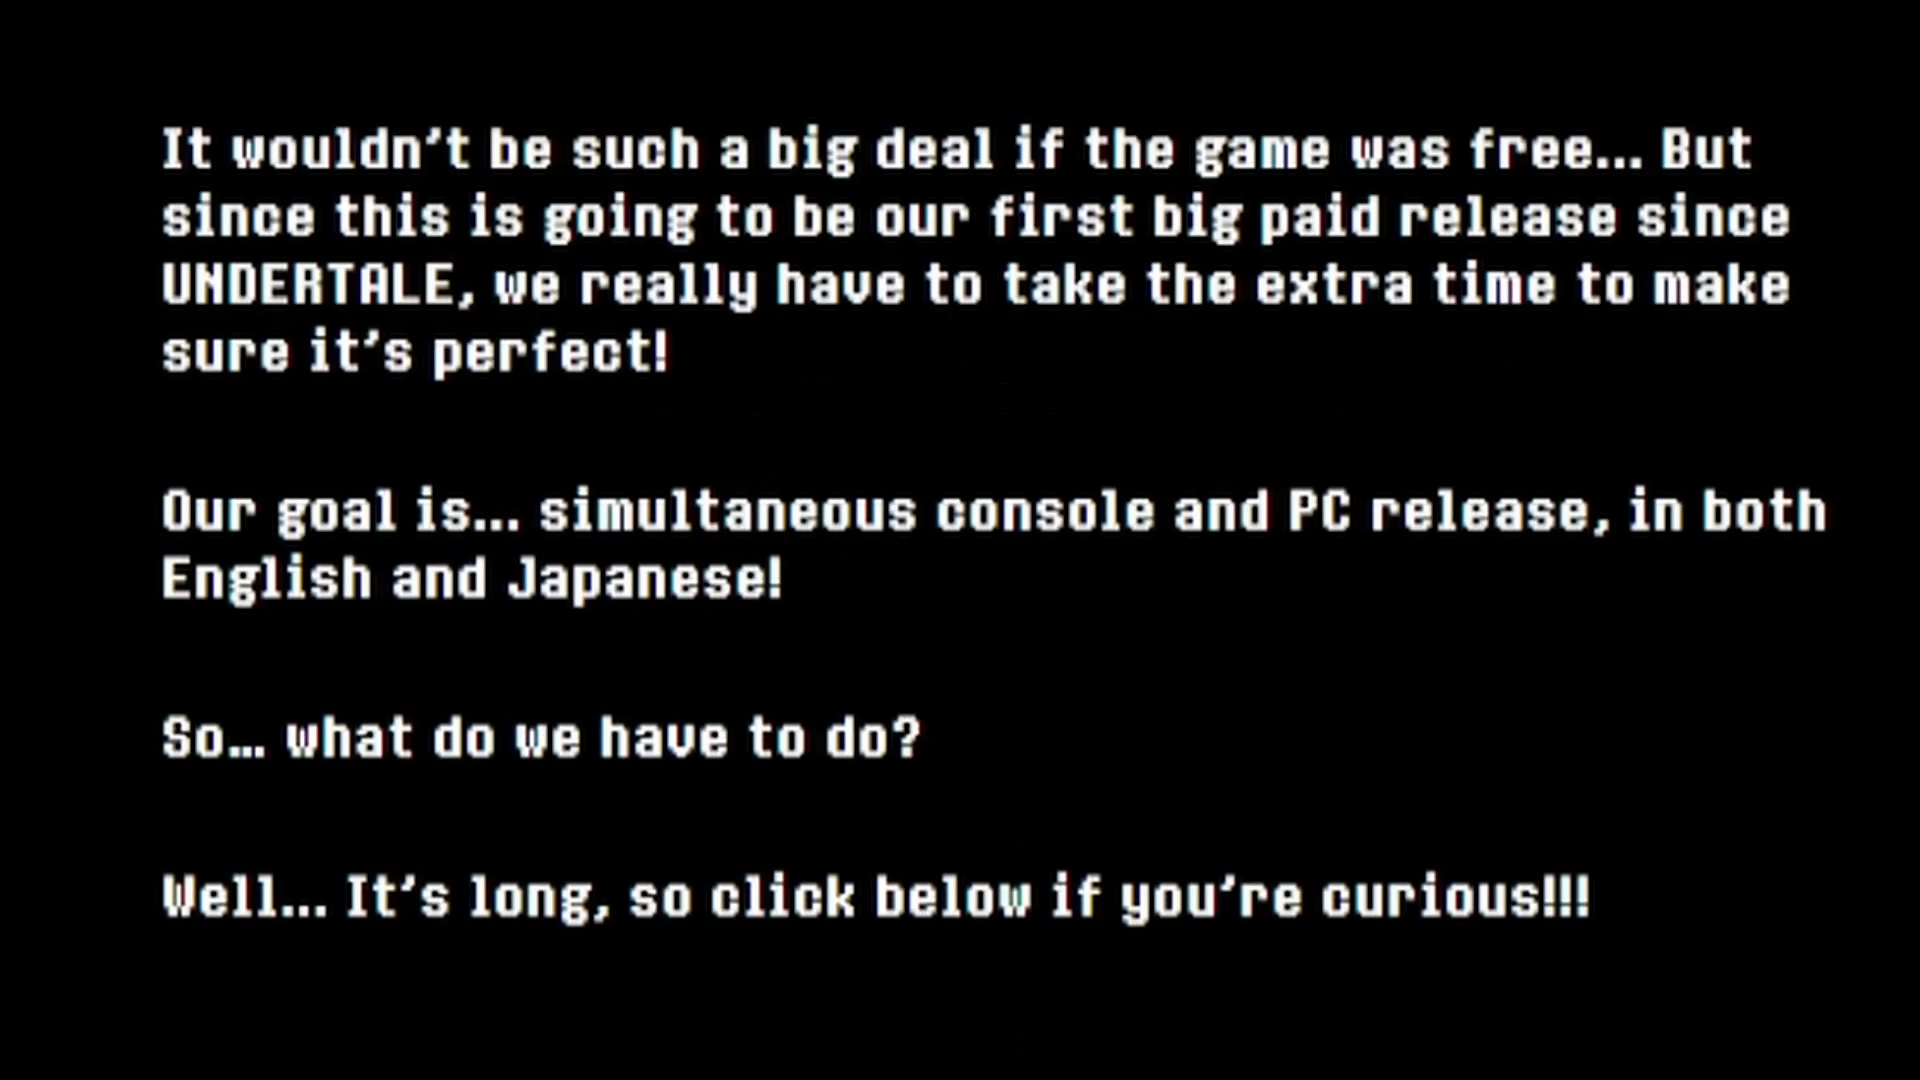 It wouldn't be such a big deal if the game was free... But
since this is going to be our first big paid release since
UNDERTALE, we really have to take the extra time to make
sure it's perfect!
Our goal is... simultaneous console and PC release, in both
English and Japanese!
So... what do we have to do?
Well... It's long, so click below if you're curious!!!